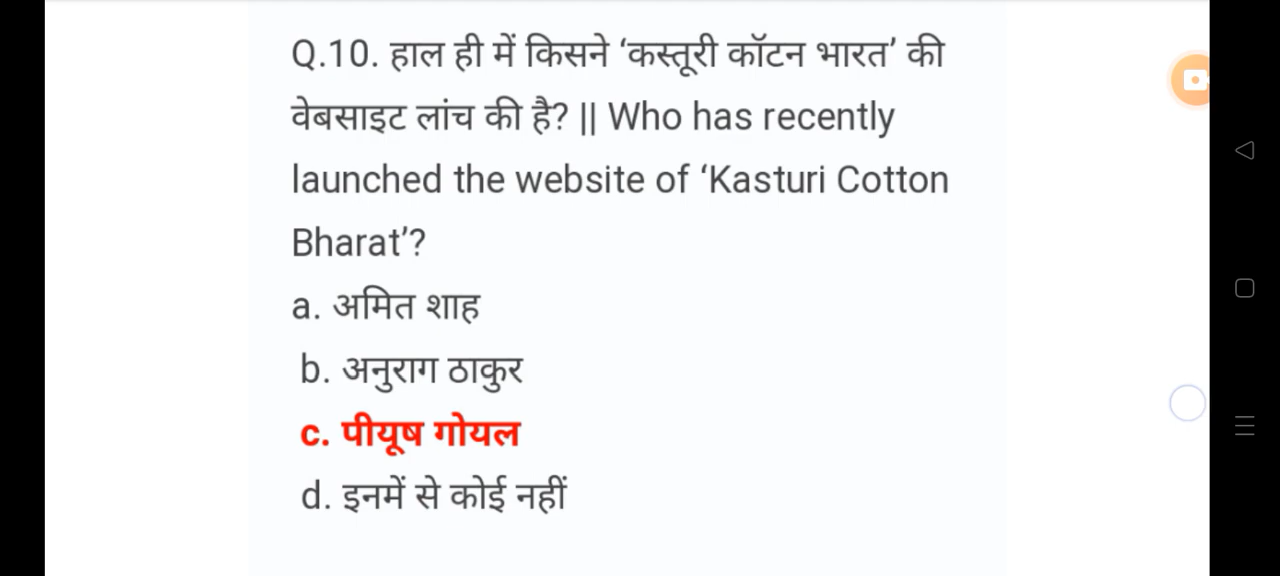 Q.10. हाल ही में किसने ‘कस्तूरी कॉटन भारत’ की
वेबसाइट लांच की है? || Who has recently
launched the website of ‘Kasturi Cotton
Bharat’?
a. अमित शाह
b. अनुराग ठाकुर
c. पीयूष गोयल
d. इनमें से कोई नहीं